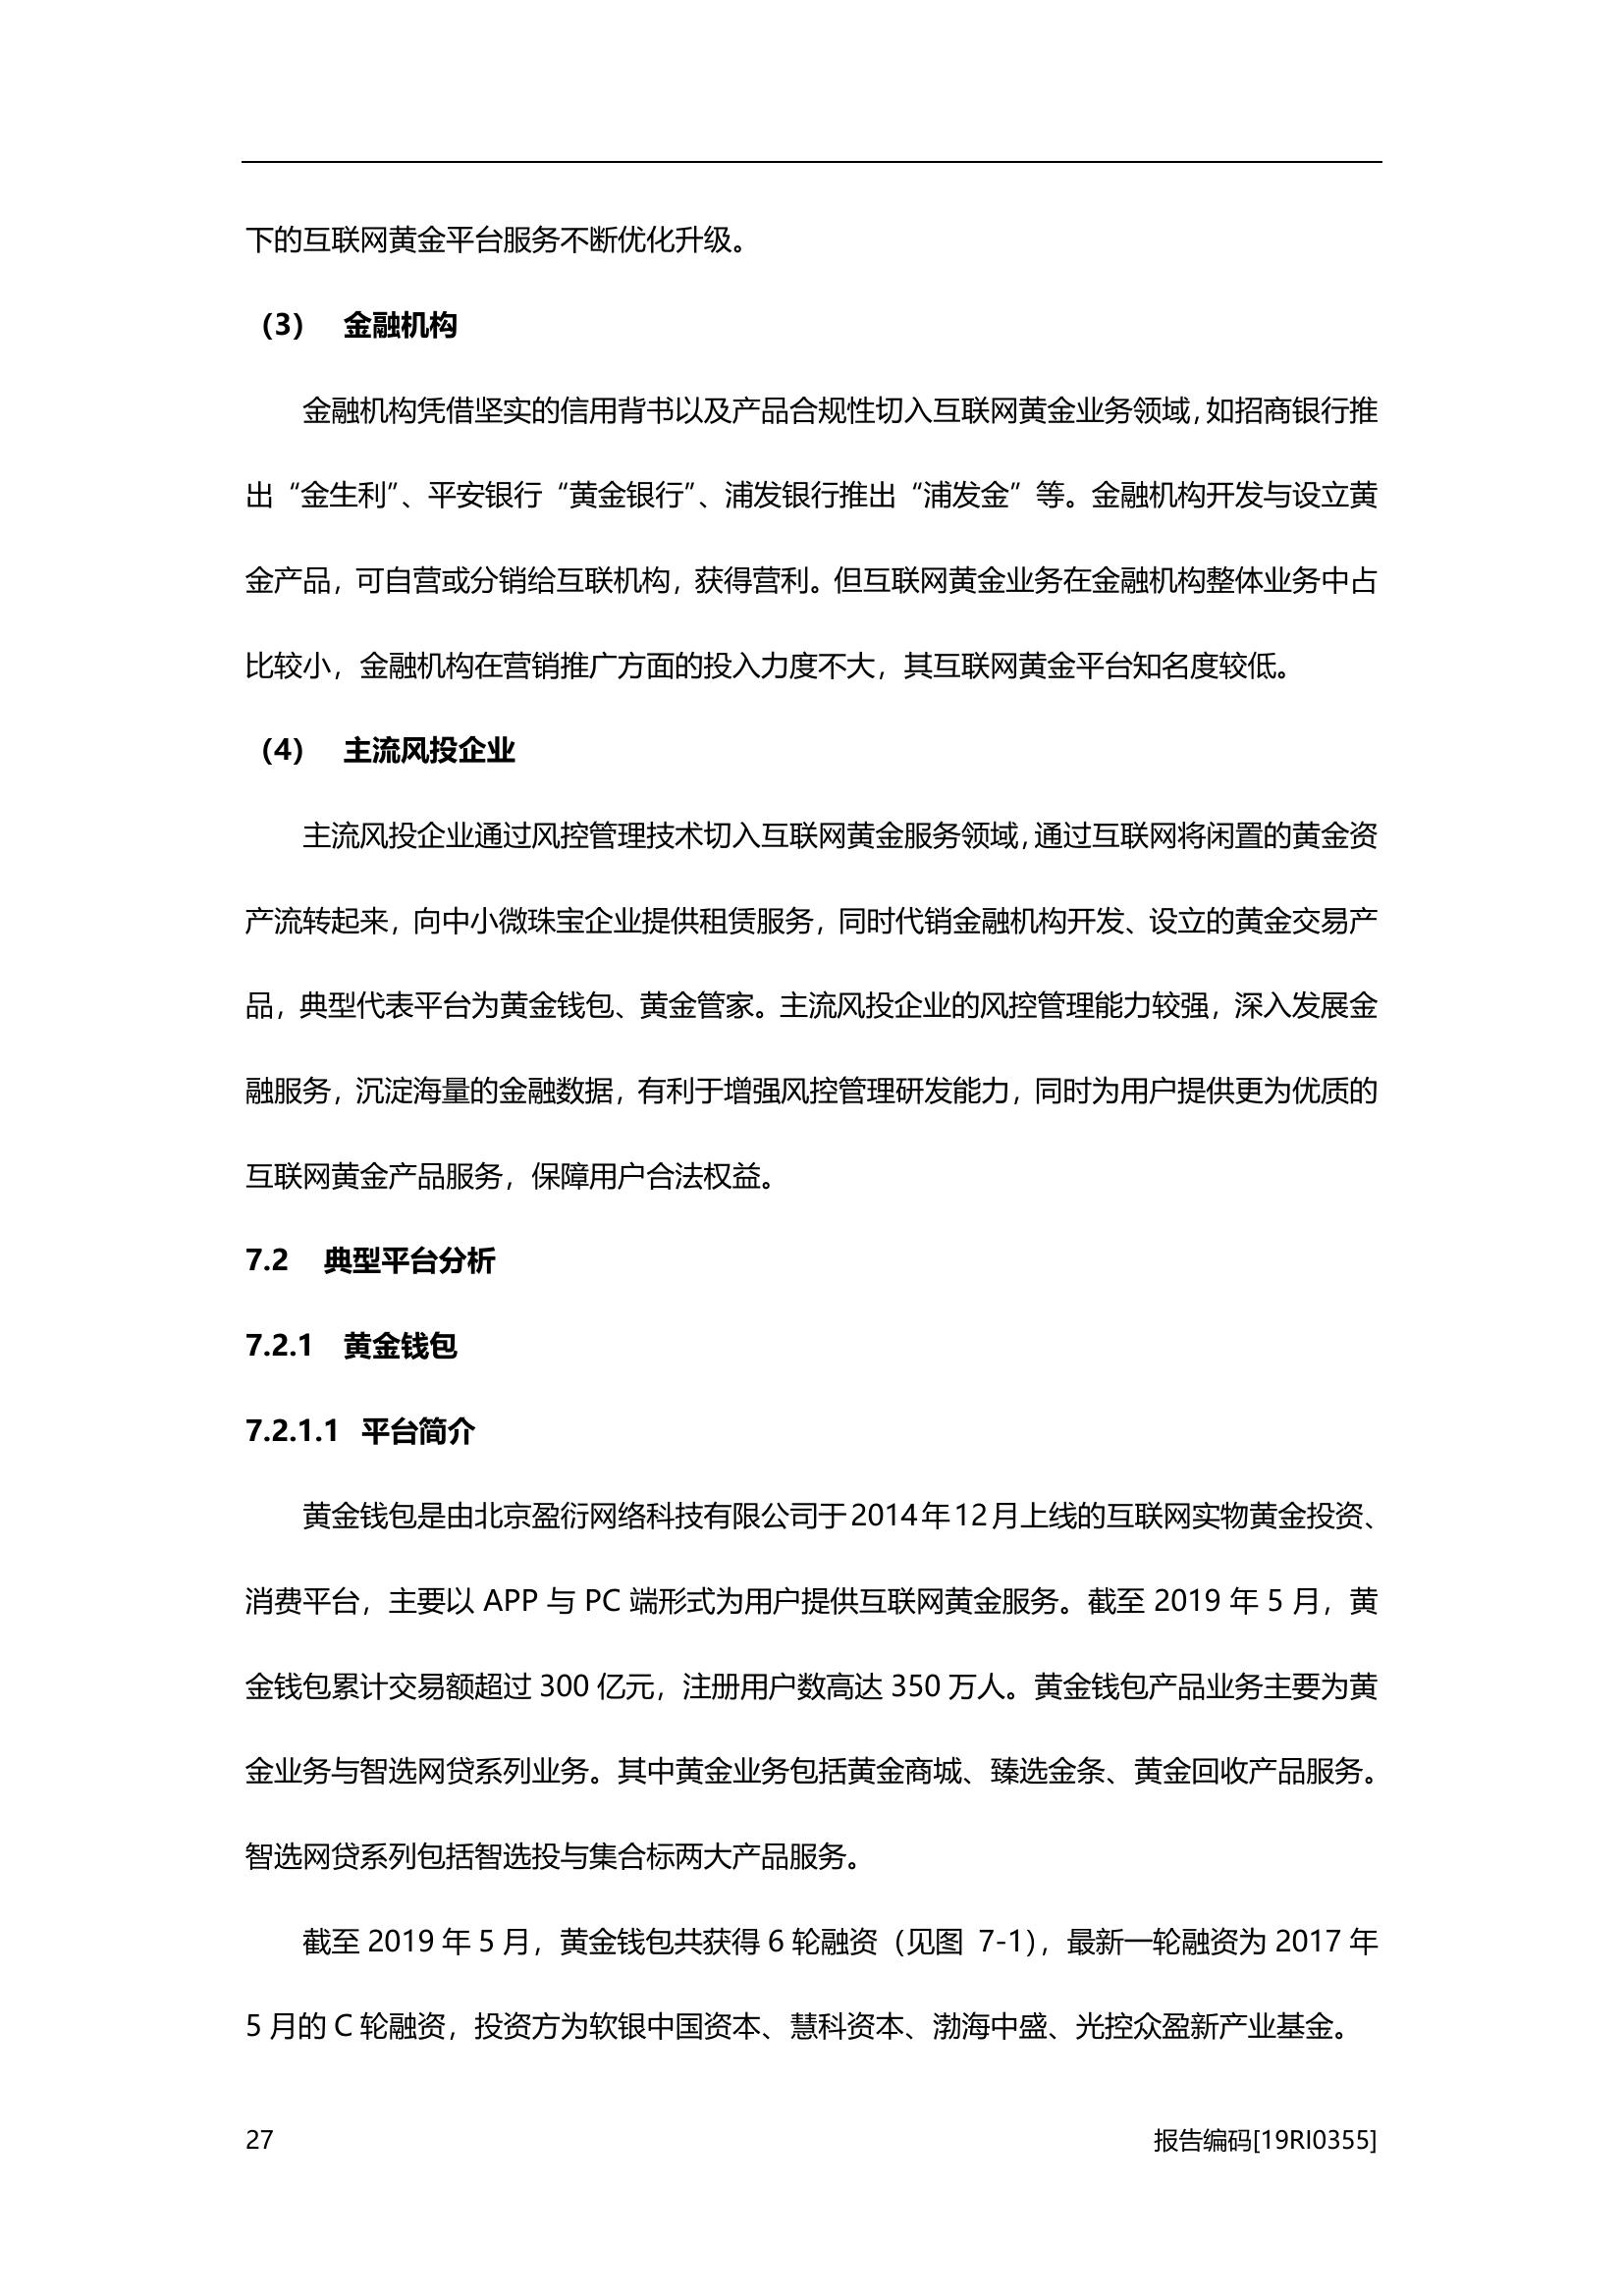 下的互联网黄金平台服务不断优化升级。
（3） 金融机构
金融机构凭借坚实的信用背书以及产品合规性切入互联网黄金业务领域，如招商银行推
出“金生利”、平安银行“黄金银行”、浦发银行推出“浦发金”等。金融机构开发与设立黄
金产品，可自营或分销给互联机构，获得营利。但互联网黄金业务在金融机构整体业务中占
比较小，金融机构在营销推广方面的投入力度不大，其互联网黄金平台知名度较低。
（4） 主流风投企业
主流风投企业通过风控管理技术切入互联网黄金服务领域，通过互联网将闲置的黄金资
产流转起来，向中小微珠宝企业提供租赁服务，同时代销金融机构开发、设立的黄金交易产
品，典型代表平台为黄金钱包、黄金管家。主流风投企业的风控管理能力较强，深入发展金
融服务，沉淀海量的金融数据，有利于增强风控管理研发能力，同时为用户提供更为优质的
互联网黄金产品服务，保障用户合法权益。
7.2 典型平台分析
7.2.1 黄金钱包
7.2.1.1 平台简介
黄金钱包是由北京盈衍网络科技有限公司于2014年12月上线的互联网实物黄金投资、
消费平台，主要以 APP 与 PC 端形式为用户提供互联网黄金服务。截至 2019 年 5 月，黄
金钱包累计交易额超过 300 亿元，注册用户数高达 350 万人。黄金钱包产品业务主要为黄
金业务与智选网贷系列业务。其中黄金业务包括黄金商城、臻选金条、黄金回收产品服务。
智选网贷系列包括智选投与集合标两大产品服务。
截至 2019 年 5 月，黄金钱包共获得 6 轮融资（见图 7-1），最新一轮融资为 2017 年
5 月的 C 轮融资，投资方为软银中国资本、慧科资本、渤海中盛、光控众盈新产业基金。
27 报告编码[19RI0355]